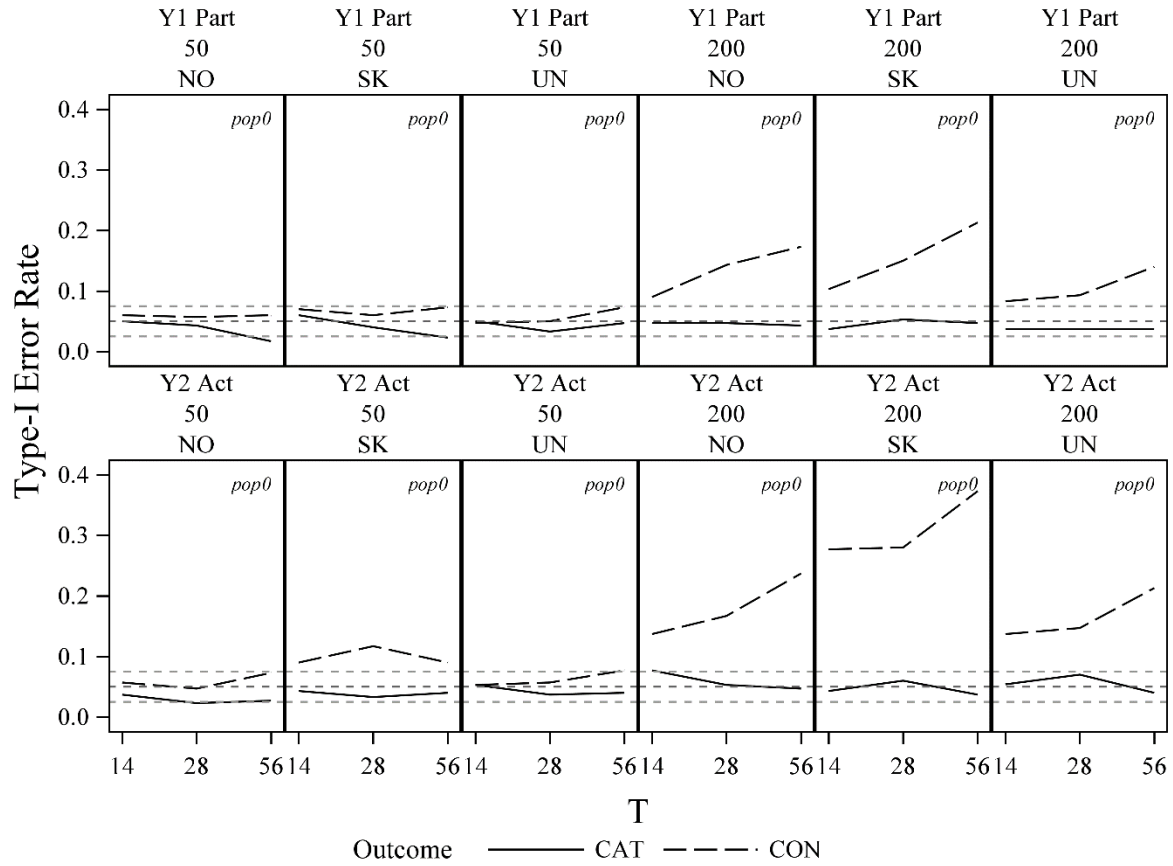 Y1 Part Y1 Part Y1 Part Y1 Part Y1 Part Y1 Part
50 50 50 200 200 200
NO SK UN NO SK UN
0.4 pop0 pop0 pop0 pop0 pop0 pop0
0.3
0.2
0.1
0.0
Type-I Error Rate
Y2 Act Y2 Act Y2 Act Y2 Act Y2 Act Y2 Act
50 50 50 200 200 200
NO SK UN NO SK UN
0.4 pop0 pop0 pop0 pop0 pop0 pop0
0.3
0.2
0.1
0.0
14 28 56 14 28 56 14 28 56 14 28 56 14 28 56 14 28 56
T
Outcome CAT CON